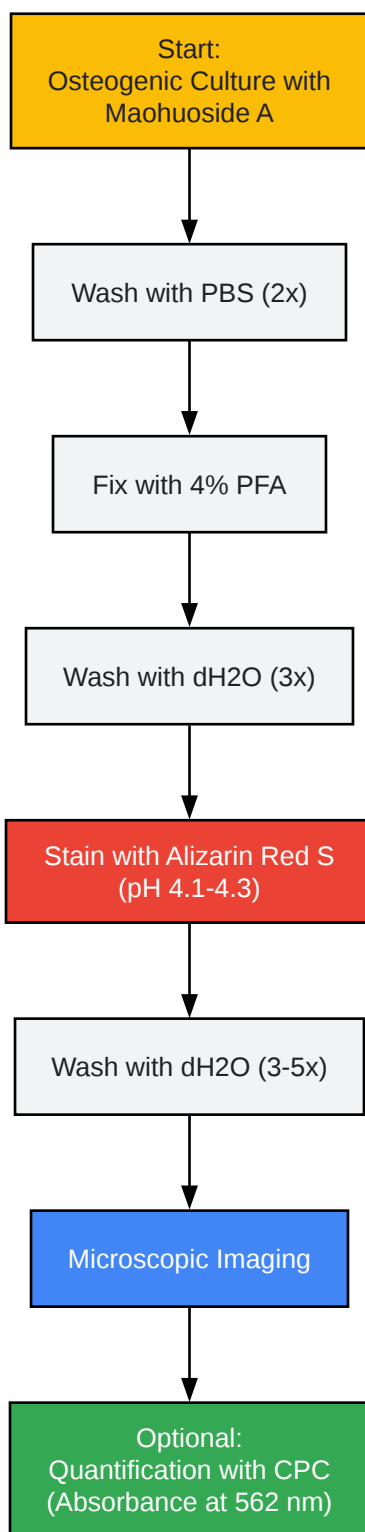 Start:
Osteogenic Culture with
Maohuoside A
Wash with PBS (2x)
Fix with 4% PFA
Wash with dH2O (3x)
Stain with Alizarin Red S
(pH 4.1-4.3)
Wash with dH2O (3-5x)
Microscopic Imaging
Optional:
Quantification with CPC
(Absorbance at 562 nm)